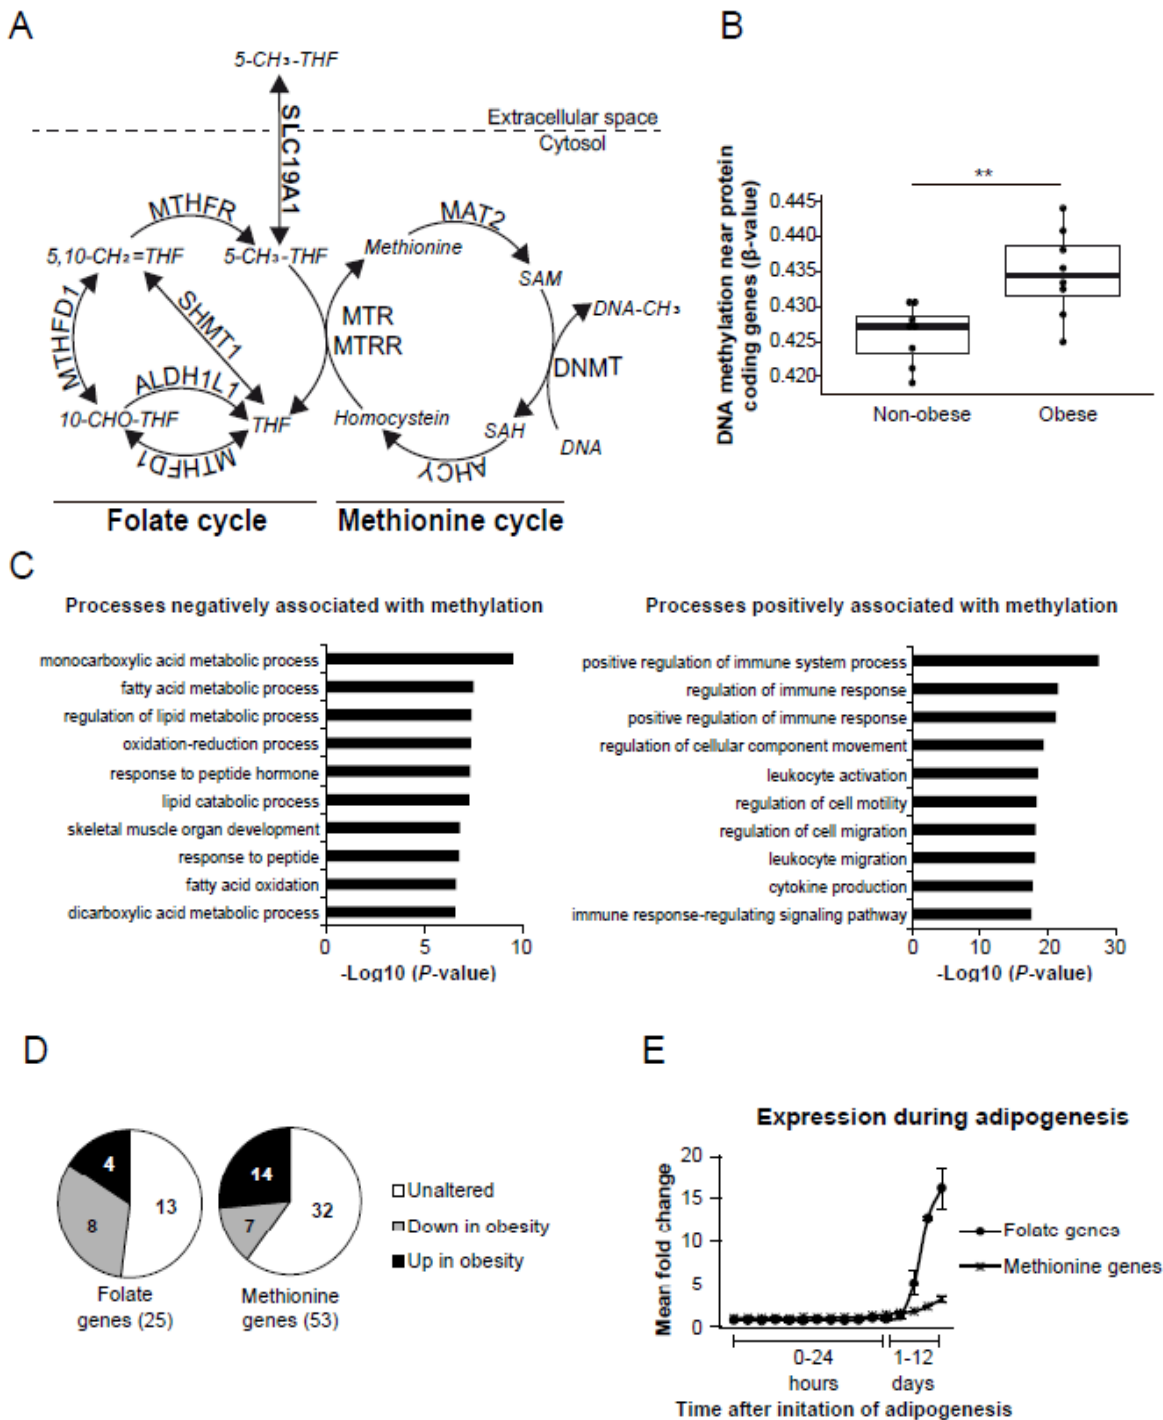 A
5-CH₃-THF
SLC19A1
Extracellular space
Cytosol
MTHFR
MAT2
5,10-CH₂=THF
5-CH₃-THF
Methionine
SAM
MTHFD1
SHMT1
MTR
MTRR
DNA-CH₃
DNMT
ALDH1L1
10-CHO-THF
THF
Homocystein
SAH
DNA
MTHFD1
AHCY
Folate cycle
Methionine cycle
B
DNA methylation near protein
coding genes (β-value)
**
0.445
0.440
0.435
0.430
0.425
0.420
Non-obese
Obese
C
Processes negatively associated with methylation
monocarboxylic acid metabolic process
fatty acid metabolic process
regulation of lipid metabolic process
oxidation-reduction process
response to peptide hormone
lipid catabolic process
skeletal muscle organ development
response to peptide
fatty acid oxidation
dicarboxylic acid metabolic process
0 5 10
-Log10 (P-value)
Processes positively associated with methylation
positive regulation of immune system process
regulation of immune response
positive regulation of immune response
regulation of cellular component movement
leukocyte activation
regulation of cell motility
regulation of cell migration
leukocyte migration
cytokine production
immune response-regulating signaling pathway
0 10 20 30
-Log10 (P-value)
D
4
13
8
Folate
genes (25)
14
32
7
Methionine
genes (53)
Unaltered
Down in obesity
Up in obesity
E
Expression during adipogenesis
Mean fold change
20
15
10
5
0
Folate genes
Methionine genes
0-24
hours
1-12
days
Time after initation of adipogenesis